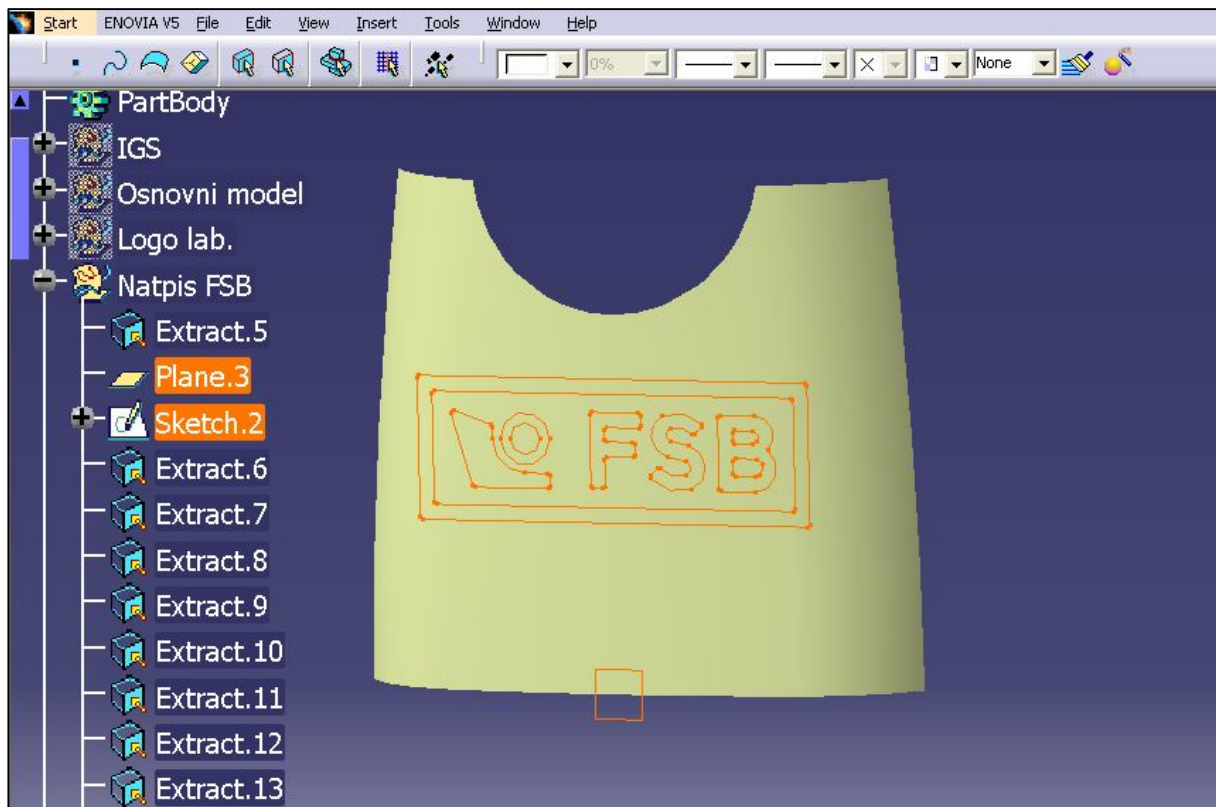 Start ENOVIA V5 File Edit View Insert Tools Window Help
0% None
PartBody
IGS
Osnovni model
Logo lab.
Natpis FSB
Extract.5
Plane.3
Sketch.2
Extract.6
Extract.7
Extract.8
Extract.9
Extract.10
Extract.11
Extract.12
Extract.13
FSB